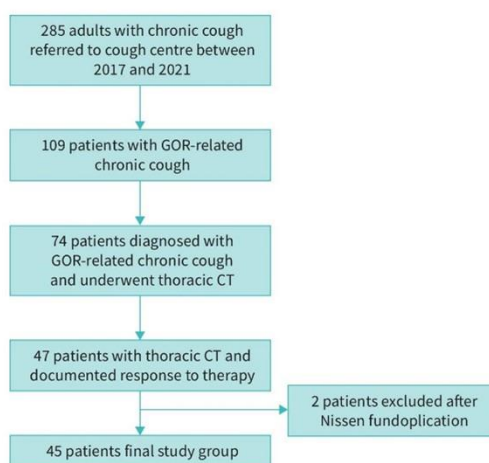 285 adults with chronic cough
referred to cough centre between
2017 and 2021
109 patients with GOR-related
chronic cough
74 patients diagnosed with
GOR-related chronic cough
and underwent thoracic CT
47 patients with thoracic CT and
documented response to therapy
2 patients excluded after
Nissen fundoplication
45 patients final study group